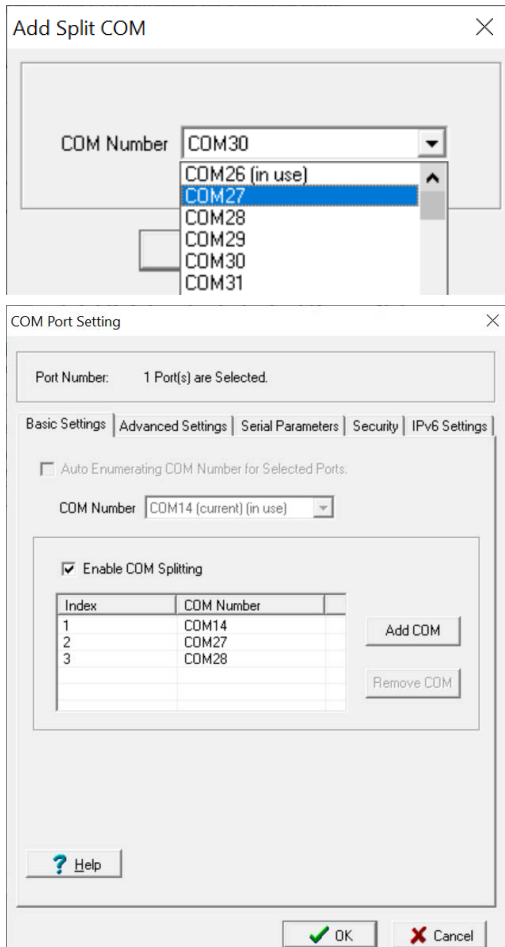 Add Split COM
COM Number COM30
COM26 (in use)
COM27
COM28
COM29
COM30
COM31
COM Port Setting
Port Number: 1 Port(s) are Selected.
Basic Settings Advanced Settings Serial Parameters Security IPv6 Settings
Auto Enumerating COM Number for Selected Ports.
COM Number COM14 (current) (in use)
Enable COM Splitting
Index COM Number
1 COM14
2 COM27
3 COM28
Add COM
Remove COM
? Help
OK Cancel